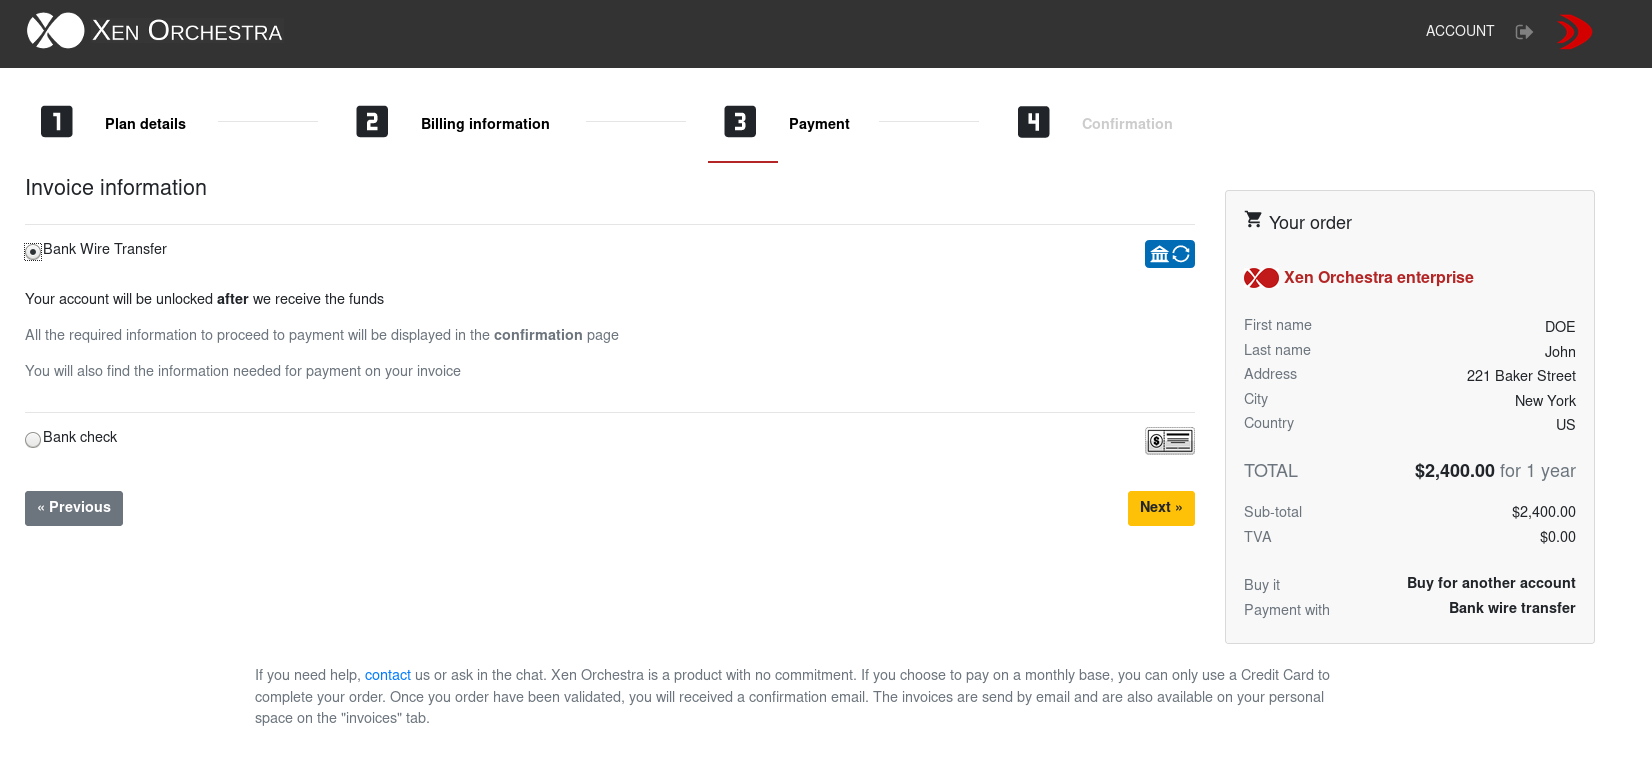 XEN ORCHESTRA
ACCOUNT
1 Plan details
2 Billing information
3 Payment
4 Confirmation
Invoice information
Bank Wire Transfer
Your account will be unlocked after we receive the funds
All the required information to proceed to payment will be displayed in the confirmation page
You will also find the information needed for payment on your invoice
Bank check
« Previous
Next »
Your order
Xen Orchestra enterprise
First name DOE
Last name John
Address 221 Baker Street
City New York
Country US
TOTAL $2,400.00 for 1 year
Sub-total $2,400.00
TVA $0.00
Buy it Buy for another account
Payment with Bank wire transfer
If you need help, contact us or ask in the chat. Xen Orchestra is a product with no commitment. If you choose to pay on a monthly base, you can only use a Credit Card to
complete your order. Once you order have been validated, you will received a confirmation email. The invoices are send by email and are also available on your personal
space on the "invoices" tab.